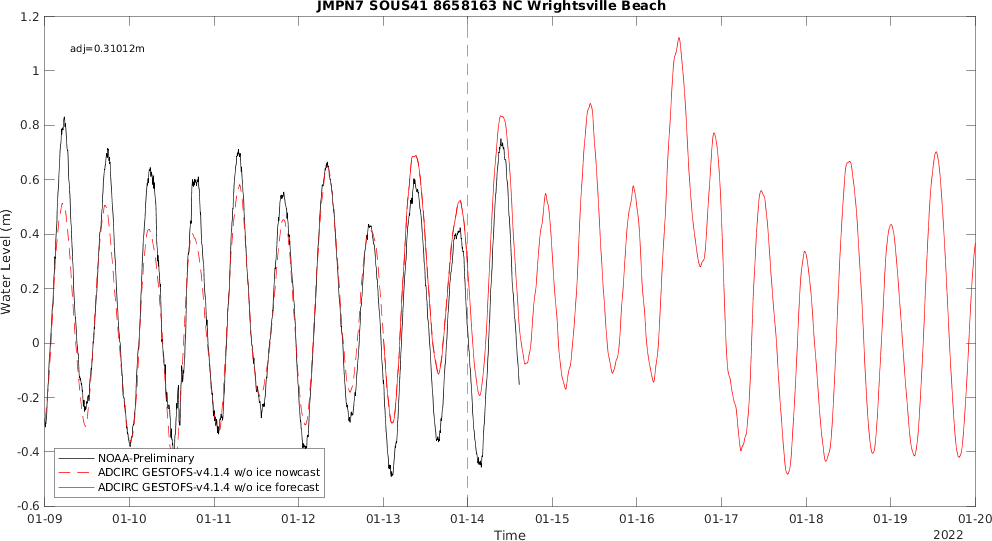 JMPN7 SOUS41 8658163 NC Wrightsville Beach
adj=0.31012m
1.2
1
0.8
0.6
0.4
0.2
0
-0.2
-0.4
-0.6
Water Level (m)
NOAA-Preliminary
ADCIRC GESTOFS-v4.1.4 w/o ice nowcast
ADCIRC GESTOFS-v4.1.4 w/o ice forecast
01-09 01-10 01-11 01-12 01-13 01-14 01-15 01-16 01-17 01-18 01-19 01-20
Time
2022